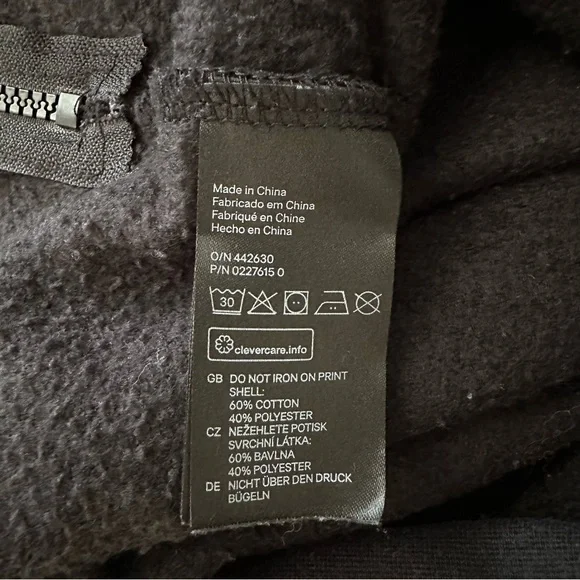 Made in China
Fabricado em China
Fabriqué en Chine
Hecho en China
O/N 442630
P/N 0227615 0
30
clevercare.info
GB DO NOT IRON ON PRINT
SHELL:
60% COTTON
40% POLYESTER
CZ NEŽEHLETE POTISK
SVRCHNÍ LÁTKA:
60% BAVLNA
40% POLYESTER
DE NICHT ÜBER DEN DRUCK
BÜGELN